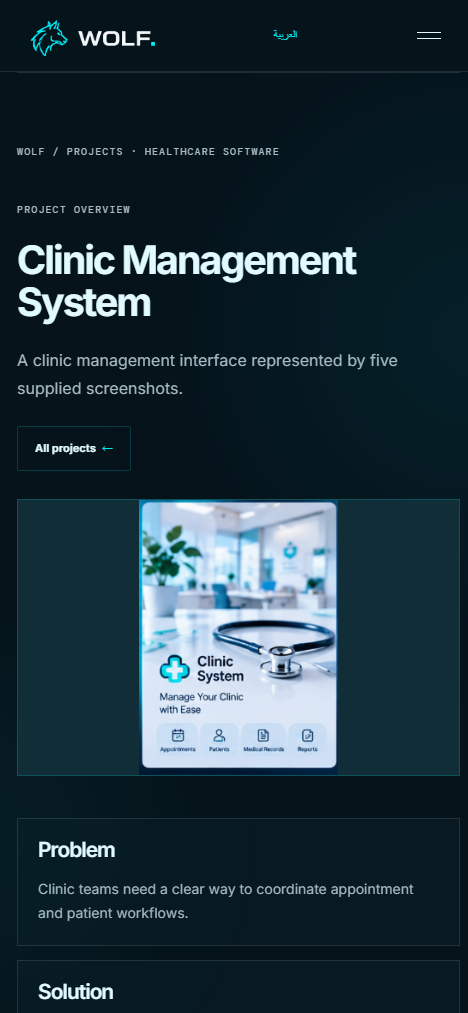 WOLF.
العربية
WOLF / PROJECTS · HEALTHCARE SOFTWARE
PROJECT OVERVIEW
Clinic Management
System
A clinic management interface represented by five
supplied screenshots.
All projects ←
Clinic
System
Manage Your Clinic
with Ease
Appointments Patients Medical Records Reports
Problem
Clinic teams need a clear way to coordinate appointment
and patient workflows.
Solution